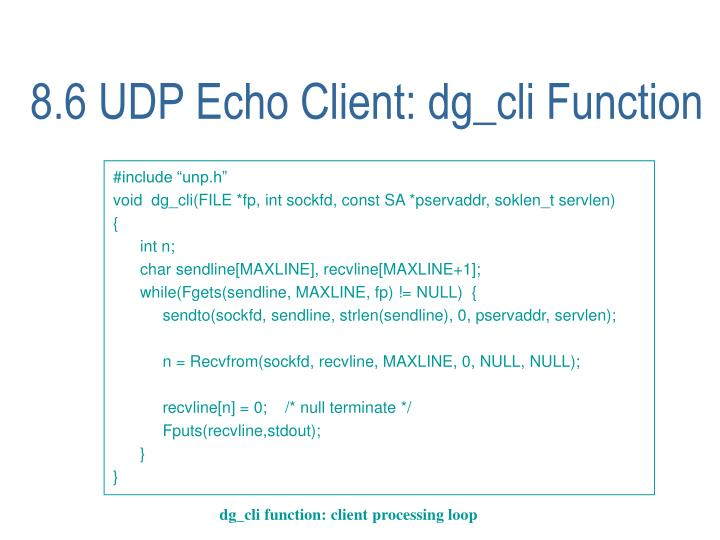 8.6 UDP Echo Client: dg_cli Function
#include “unp.h”
void  dg_cli(FILE *fp, int sockfd, const SA *pservaddr, soklen_t servlen)
{
int n;
char sendline[MAXLINE], recvline[MAXLINE+1];
while(Fgets(sendline, MAXLINE, fp) != NULL)  {
sendto(sockfd, sendline, strlen(sendline), 0, pservaddr, servlen);
n = Recvfrom(sockfd, recvline, MAXLINE, 0, NULL, NULL);
recvline[n] = 0;    /* null terminate */
Fputs(recvline,stdout);
}
}
dg_cli function: client processing loop